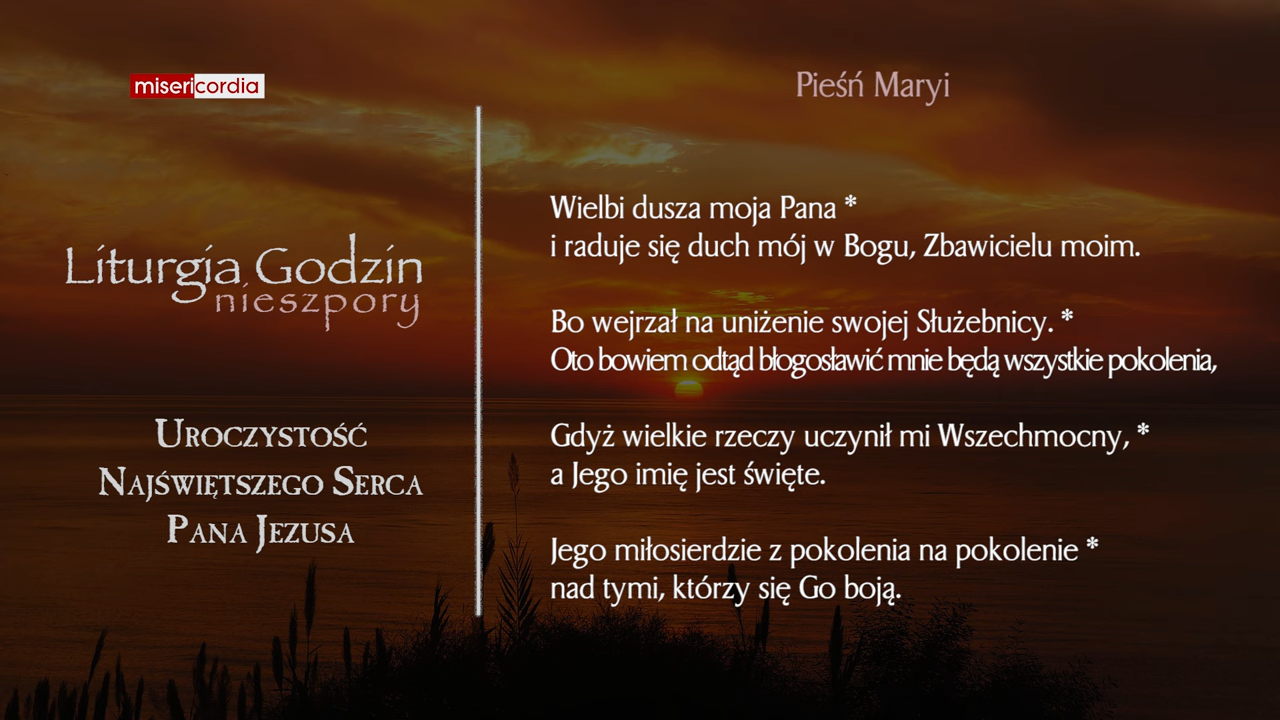 misericordia
Liturgia Godzin
nieszpory
Uroczystość
Najświętszego Serca
Pana Jezusa
Pieśń Maryi
Wielbi dusza moja Pana *
i raduje się duch mój w Bogu, Zbawicielu moim.
Bo wejrzał na uniżenie swojej Służebnicy. *
Oto bowiem odtąd błogosławić mnie będą wszystkie pokolenia,
Gdyż wielkie rzeczy uczynił mi Wszechmocny, *
a Jego imię jest święte.
Jego miłosierdzie z pokolenia na pokolenie *
nad tymi, którzy się Go boją.